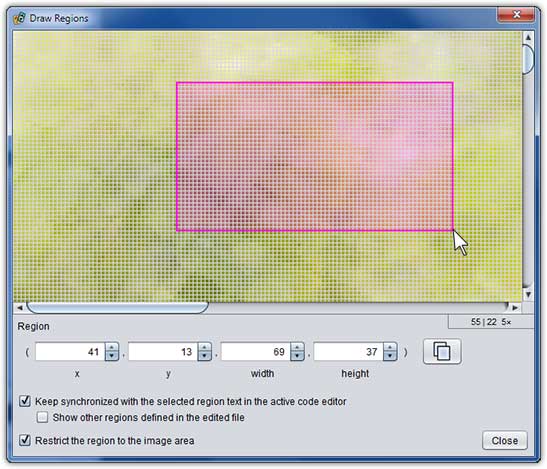 Draw Regions
55 | 22 5×
Region
( 41 , 13 , 69 , 37 )
x y width height
Keep synchronized with the selected region text in the active code editor
Show other regions defined in the edited file
Restrict the region to the image area
Close